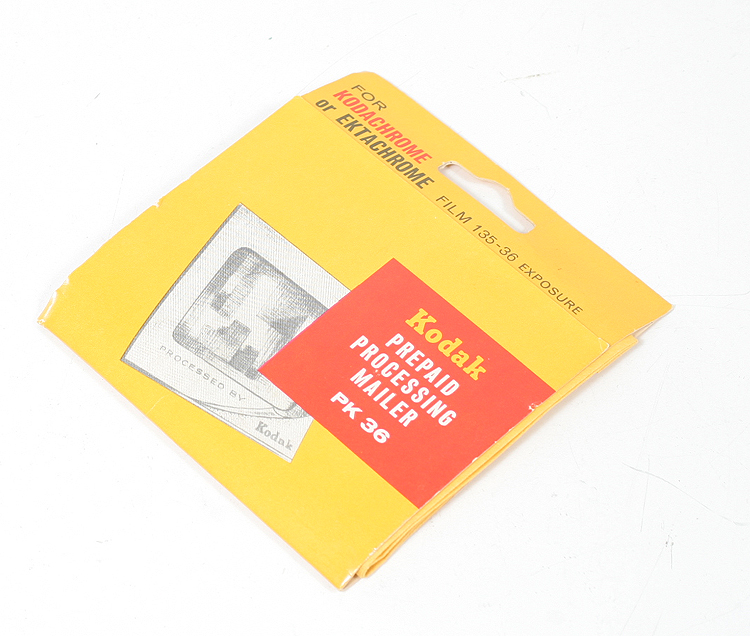 FOR
KODACHROME
or EKTACHROME
FILM 135-36 EXPOSURE
Kodak
PREPAID
PROCESSING
MAILER
PK 36
PROCESSED BY
Kodak